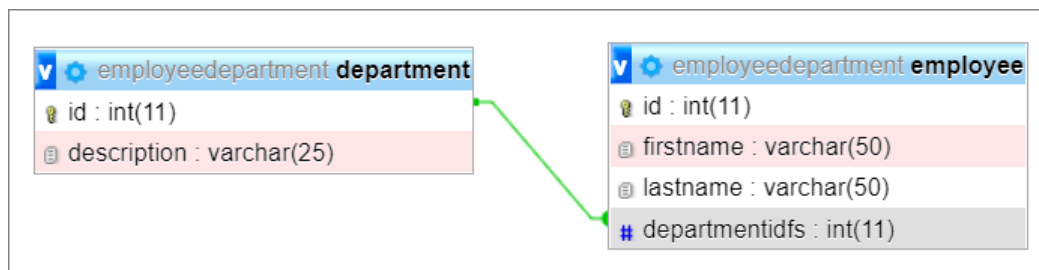 v employeedepartment department
id : int(11)
description : varchar(25)
v employeedepartment employee
id : int(11)
firstname : varchar(50)
lastname : varchar(50)
# departmentidfs : int(11)